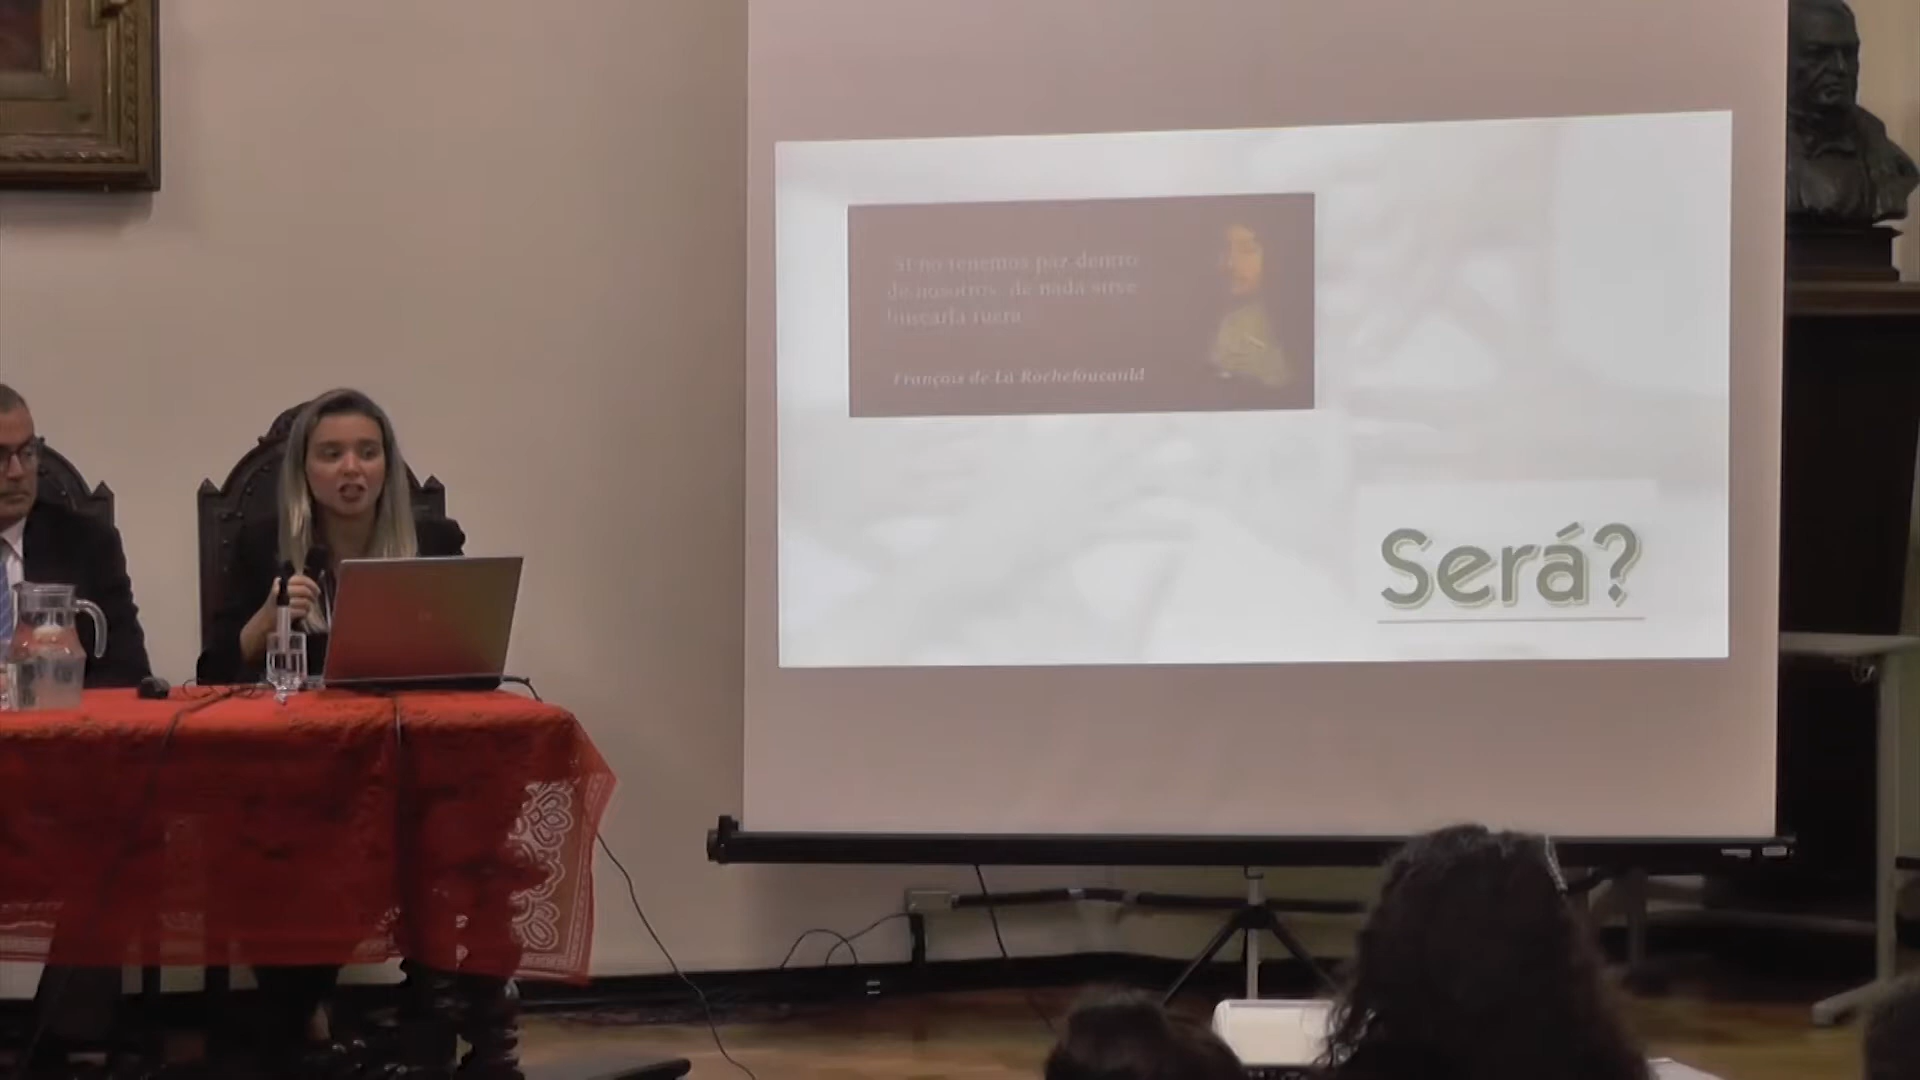 Si no tenemos paz dentro
de nosotros, de nada sirve
buscarla fuera
François de La Rochefoucauld
Será?